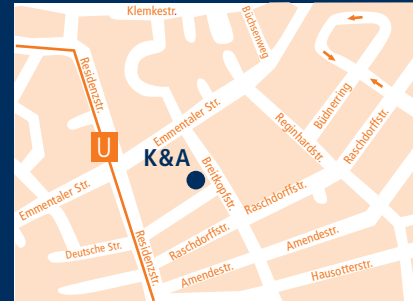 Klemkestr.
Büchsenweg
Residenzstr.
Büdnerring
Raschdorffstr.
Reginhardstr.
Emmentaler Str.
U
K&A
Breitkopfstr.
Emmentaler Str.
Raschdorffstr.
Deutsche Str.
Residenzstr.
Raschdorffstr.
Amendestr.
Amendestr.
Hausotterstr.